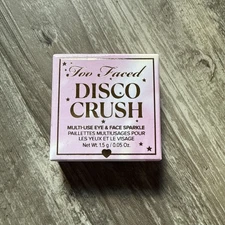 Too Faced
DISCO
CRUSH
MULTI-USE EYE & FACE SPARKLE
PAILLETTES MULTIUSAGES POUR
LES YEUX ET LE VISAGE
Net Wt. 1.5 g / 0.05 Oz.